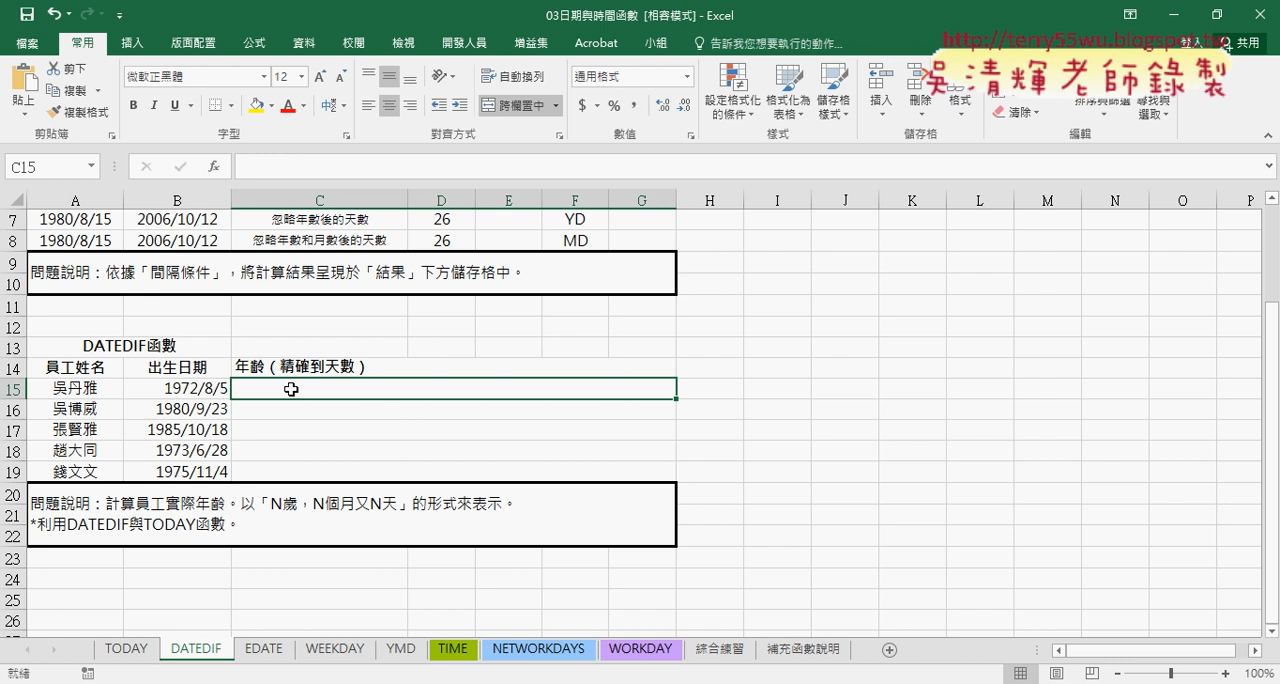 03日期與時間函數 [相容模式] - Excel
http://terry55wu.blogspot.tw
吳清輝老師錄製
檔案 常用 插入 版面配置 公式 資料 校閱 檢視 開發人員 增益集 Acrobat 小組 告訴我您想要執行的動作... 登入 共用
貼上 剪下 複製 複製格式 剪貼簿
微軟正黑體 12 B I U 字型
自動換列 跨欄置中 對齊方式
通用格式 $ % , 數值
設定格式化的條件 格式化為表格 儲存格樣式 樣式
插入 刪除 格式 儲存格
清除 排序與篩選 尋找與選取 編輯
C15 fx
A B C D E F G H I J K L M N O P
7 1980/8/15 2006/10/12 忽略年數後的天數 26 YD
8 1980/8/15 2006/10/12 忽略年數和月數後的天數 26 MD
9
問題說明：依據「間隔條件」，將計算結果呈現於「結果」下方儲存格中。
10
11
12
13 DATEDIF函數
14 員工姓名 出生日期 年齡（精確到天數）
15 吳丹雅 1972/8/5
16 吳博威 1980/9/23
17 張賢雅 1985/10/18
18 趙大同 1973/6/28
19 錢文文 1975/11/4
20 問題說明：計算員工實際年齡。以「N歲，N個月又N天」的形式來表示。
21 *利用DATEDIF與TODAY函數。
22
23
24
25
26
TODAY DATEDIF EDATE WEEKDAY YMD TIME NETWORKDAYS WORKDAY 綜合練習 補充函數說明
就緒 100%